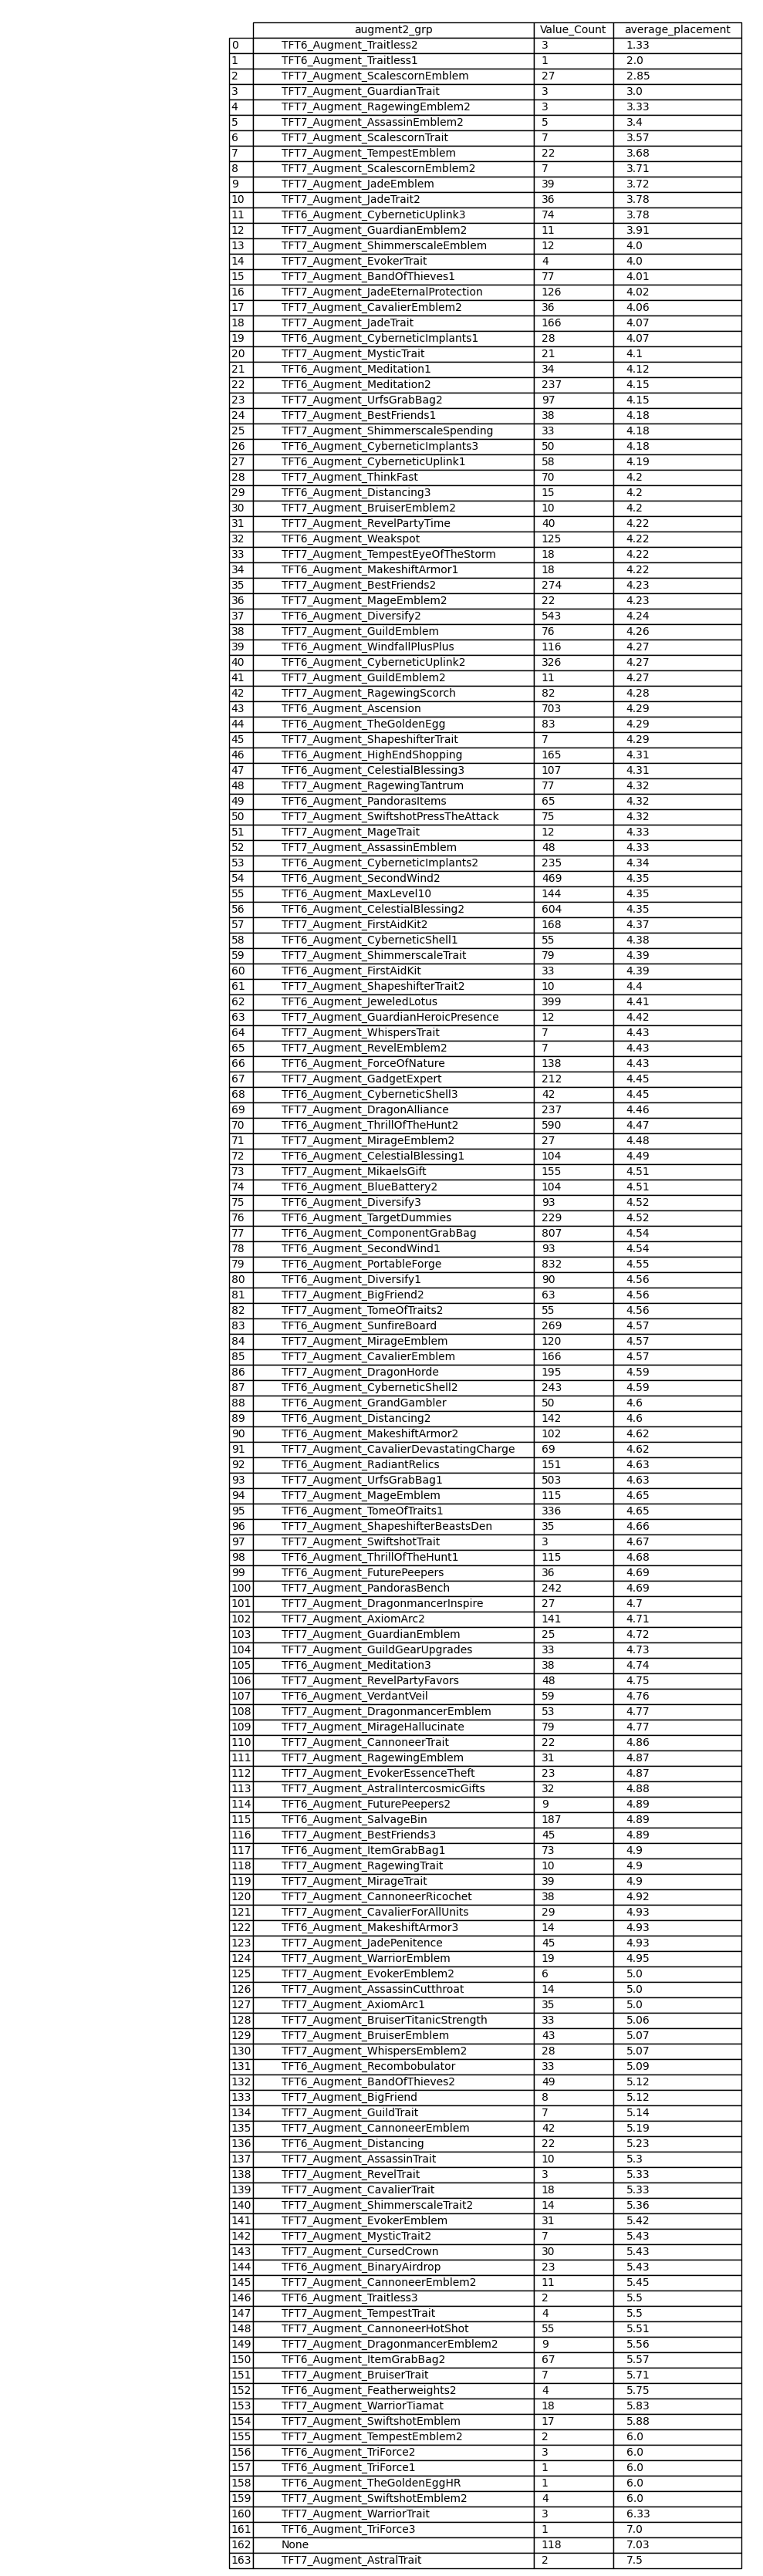 augment2_grp Value_Count average_placement
0 TFT6_Augment_Traitless2 3 1.33
1 TFT6_Augment_Traitless1 1 2.0
2 TFT7_Augment_ScalescornEmblem 27 2.85
3 TFT7_Augment_GuardianTrait 3 3.0
4 TFT7_Augment_RagewingEmblem2 3 3.33
5 TFT7_Augment_AssassinEmblem2 5 3.4
6 TFT7_Augment_ScalescornTrait 7 3.57
7 TFT7_Augment_TempestEmblem 22 3.68
8 TFT7_Augment_ScalescornEmblem2 7 3.71
9 TFT7_Augment_JadeEmblem 39 3.72
10 TFT7_Augment_JadeTrait2 36 3.78
11 TFT6_Augment_CyberneticUplink3 74 3.78
12 TFT7_Augment_GuardianEmblem2 11 3.91
13 TFT7_Augment_ShimmerscaleEmblem 12 4.0
14 TFT7_Augment_EvokerTrait 4 4.0
15 TFT7_Augment_BandOfThieves1 77 4.01
16 TFT7_Augment_JadeEternalProtection 126 4.02
17 TFT7_Augment_CavalierEmblem2 36 4.06
18 TFT7_Augment_JadeTrait 166 4.07
19 TFT6_Augment_CyberneticImplants1 28 4.07
20 TFT7_Augment_MysticTrait 21 4.1
21 TFT6_Augment_Meditation1 34 4.12
22 TFT6_Augment_Meditation2 237 4.15
23 TFT7_Augment_UrfsGrabBag2 97 4.15
24 TFT7_Augment_BestFriends1 38 4.18
25 TFT7_Augment_ShimmerscaleSpending 33 4.18
26 TFT6_Augment_CyberneticImplants3 50 4.18
27 TFT6_Augment_CyberneticUplink1 58 4.19
28 TFT7_Augment_ThinkFast 70 4.2
29 TFT6_Augment_Distancing3 15 4.2
30 TFT7_Augment_BruiserEmblem2 10 4.2
31 TFT7_Augment_RevelPartyTime 40 4.22
32 TFT6_Augment_Weakspot 125 4.22
33 TFT7_Augment_TempestEyeOfTheStorm 18 4.22
34 TFT6_Augment_MakeshiftArmor1 18 4.22
35 TFT7_Augment_BestFriends2 274 4.23
36 TFT7_Augment_MageEmblem2 22 4.23
37 TFT6_Augment_Diversify2 543 4.24
38 TFT7_Augment_GuildEmblem 76 4.26
39 TFT6_Augment_WindfallPlusPlus 116 4.27
40 TFT6_Augment_CyberneticUplink2 326 4.27
41 TFT7_Augment_GuildEmblem2 11 4.27
42 TFT7_Augment_RagewingScorch 82 4.28
43 TFT6_Augment_Ascension 703 4.29
44 TFT6_Augment_TheGoldenEgg 83 4.29
45 TFT7_Augment_ShapeshifterTrait 7 4.29
46 TFT6_Augment_HighEndShopping 165 4.31
47 TFT6_Augment_CelestialBlessing3 107 4.31
48 TFT7_Augment_RagewingTantrum 77 4.32
49 TFT6_Augment_PandorasItems 65 4.32
50 TFT7_Augment_SwiftshotPressTheAttack 75 4.32
51 TFT7_Augment_MageTrait 12 4.33
52 TFT7_Augment_AssassinEmblem 48 4.33
53 TFT6_Augment_CyberneticImplants2 235 4.34
54 TFT6_Augment_SecondWind2 469 4.35
55 TFT6_Augment_MaxLevel10 144 4.35
56 TFT6_Augment_CelestialBlessing2 604 4.35
57 TFT7_Augment_FirstAidKit2 168 4.37
58 TFT6_Augment_CyberneticShell1 55 4.38
59 TFT7_Augment_ShimmerscaleTrait 79 4.39
60 TFT6_Augment_FirstAidKit 33 4.39
61 TFT7_Augment_ShapeshifterTrait2 10 4.4
62 TFT6_Augment_JeweledLotus 399 4.41
63 TFT7_Augment_GuardianHeroicPresence 12 4.42
64 TFT7_Augment_WhispersTrait 7 4.43
65 TFT7_Augment_RevelEmblem2 7 4.43
66 TFT6_Augment_ForceOfNature 138 4.43
67 TFT7_Augment_GadgetExpert 212 4.45
68 TFT6_Augment_CyberneticShell3 42 4.45
69 TFT7_Augment_DragonAlliance 237 4.46
70 TFT6_Augment_ThrillOfTheHunt2 590 4.47
71 TFT7_Augment_MirageEmblem2 27 4.48
72 TFT6_Augment_CelestialBlessing1 104 4.49
73 TFT7_Augment_MikaelsGift 155 4.51
74 TFT6_Augment_BlueBattery2 104 4.51
75 TFT6_Augment_Diversify3 93 4.52
76 TFT6_Augment_TargetDummies 229 4.52
77 TFT6_Augment_ComponentGrabBag 807 4.54
78 TFT6_Augment_SecondWind1 93 4.54
79 TFT6_Augment_PortableForge 832 4.55
80 TFT6_Augment_Diversify1 90 4.56
81 TFT7_Augment_BigFriend2 63 4.56
82 TFT7_Augment_TomeOfTraits2 55 4.56
83 TFT6_Augment_SunfireBoard 269 4.57
84 TFT7_Augment_MirageEmblem 120 4.57
85 TFT7_Augment_CavalierEmblem 166 4.57
86 TFT7_Augment_DragonHorde 195 4.59
87 TFT6_Augment_CyberneticShell2 243 4.59
88 TFT6_Augment_GrandGambler 50 4.6
89 TFT6_Augment_Distancing2 142 4.6
90 TFT6_Augment_MakeshiftArmor2 102 4.62
91 TFT7_Augment_CavalierDevastatingCharge 69 4.62
92 TFT6_Augment_RadiantRelics 151 4.63
93 TFT7_Augment_UrfsGrabBag1 503 4.63
94 TFT7_Augment_MageEmblem 115 4.65
95 TFT6_Augment_TomeOfTraits1 336 4.65
96 TFT7_Augment_ShapeshifterBeastsDen 35 4.66
97 TFT7_Augment_SwiftshotTrait 3 4.67
98 TFT6_Augment_ThrillOfTheHunt1 115 4.68
99 TFT6_Augment_FuturePeepers 36 4.69
100 TFT7_Augment_PandorasBench 242 4.69
101 TFT7_Augment_DragonmancerInspire 27 4.7
102 TFT7_Augment_AxiomArc2 141 4.71
103 TFT7_Augment_GuardianEmblem 25 4.72
104 TFT7_Augment_GuildGearUpgrades 33 4.73
105 TFT6_Augment_Meditation3 38 4.74
106 TFT7_Augment_RevelPartyFavors 48 4.75
107 TFT6_Augment_VerdantVeil 59 4.76
108 TFT7_Augment_DragonmancerEmblem 53 4.77
109 TFT7_Augment_MirageHallucinate 79 4.77
110 TFT7_Augment_CannoneerTrait 22 4.86
111 TFT7_Augment_RagewingEmblem 31 4.87
112 TFT7_Augment_EvokerEssenceTheft 23 4.87
113 TFT7_Augment_AstralIntercosmicGifts 32 4.88
114 TFT6_Augment_FuturePeepers2 9 4.89
115 TFT6_Augment_SalvageBin 187 4.89
116 TFT7_Augment_BestFriends3 45 4.89
117 TFT6_Augment_ItemGrabBag1 73 4.9
118 TFT7_Augment_RagewingTrait 10 4.9
119 TFT7_Augment_MirageTrait 39 4.9
120 TFT7_Augment_CannoneerRicochet 38 4.92
121 TFT7_Augment_CavalierForAllUnits 29 4.93
122 TFT6_Augment_MakeshiftArmor3 14 4.93
123 TFT7_Augment_JadePenitence 45 4.93
124 TFT7_Augment_WarriorEmblem 19 4.95
125 TFT7_Augment_EvokerEmblem2 6 5.0
126 TFT7_Augment_AssassinCutthroat 14 5.0
127 TFT7_Augment_AxiomArc1 35 5.0
128 TFT7_Augment_BruiserTitanicStrength 33 5.06
129 TFT7_Augment_BruiserEmblem 43 5.07
130 TFT7_Augment_WhispersEmblem2 28 5.07
131 TFT6_Augment_Recombobulator 33 5.09
132 TFT6_Augment_BandOfThieves2 49 5.12
133 TFT7_Augment_BigFriend 8 5.12
134 TFT7_Augment_GuildTrait 7 5.14
135 TFT7_Augment_CannoneerEmblem 42 5.19
136 TFT6_Augment_Distancing 22 5.23
137 TFT7_Augment_AssassinTrait 10 5.3
138 TFT7_Augment_RevelTrait 3 5.33
139 TFT7_Augment_CavalierTrait 18 5.33
140 TFT7_Augment_ShimmerscaleTrait2 14 5.36
141 TFT7_Augment_EvokerEmblem 31 5.42
142 TFT7_Augment_MysticTrait2 7 5.43
143 TFT7_Augment_CursedCrown 30 5.43
144 TFT6_Augment_BinaryAirdrop 23 5.43
145 TFT7_Augment_CannoneerEmblem2 11 5.45
146 TFT6_Augment_Traitless3 2 5.5
147 TFT7_Augment_TempestTrait 4 5.5
148 TFT7_Augment_CannoneerHotShot 55 5.51
149 TFT7_Augment_DragonmancerEmblem2 9 5.56
150 TFT6_Augment_ItemGrabBag2 67 5.57
151 TFT7_Augment_BruiserTrait 7 5.71
152 TFT6_Augment_Featherweights2 4 5.75
153 TFT7_Augment_WarriorTiamat 18 5.83
154 TFT7_Augment_SwiftshotEmblem 17 5.88
155 TFT7_Augment_TempestEmblem2 2 6.0
156 TFT6_Augment_TriForce2 3 6.0
157 TFT6_Augment_TriForce1 1 6.0
158 TFT6_Augment_TheGoldenEggHR 1 6.0
159 TFT7_Augment_SwiftshotEmblem2 4 6.0
160 TFT7_Augment_WarriorTrait 3 6.33
161 TFT6_Augment_TriForce3 1 7.0
162 None 118 7.03
163 TFT7_Augment_AstralTrait 2 7.5